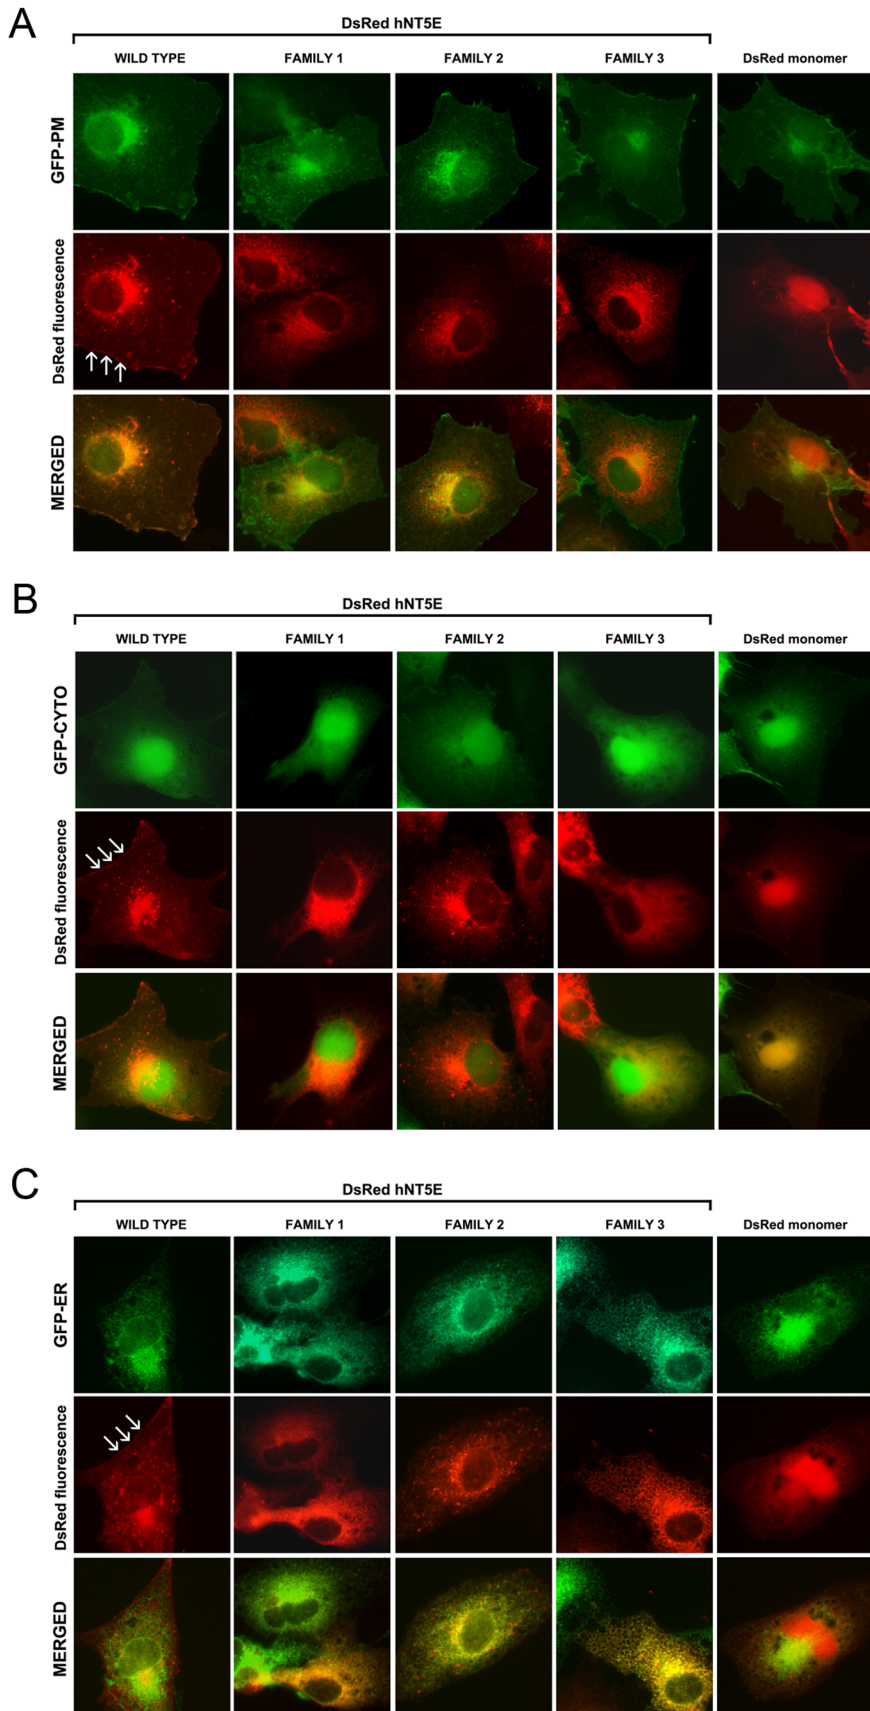 A
DsRed hNT5E
WILD TYPE FAMILY 1 FAMILY 2 FAMILY 3 DsRed monomer
GFP-PM
DsRed fluorescence
MERGED
B
DsRed hNT5E
WILD TYPE FAMILY 1 FAMILY 2 FAMILY 3 DsRed monomer
GFP-CYTO
DsRed fluorescence
MERGED
C
DsRed hNT5E
WILD TYPE FAMILY 1 FAMILY 2 FAMILY 3 DsRed monomer
GFP-ER
DsRed fluorescence
MERGED